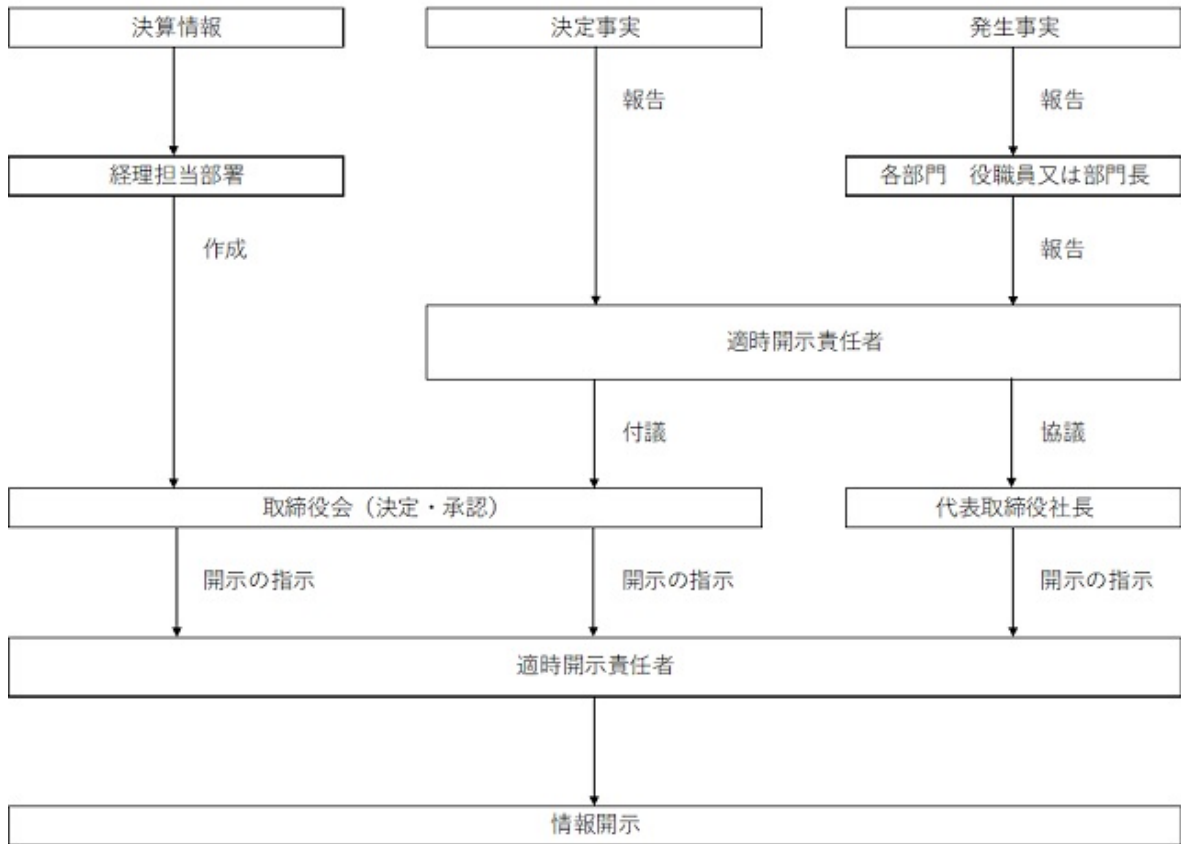 決算情報
決定事実
発生事実
報告
報告
経理担当部署
各部門　役職員又は部門長
作成
報告
適時開示責任者
付議
協議
取締役会（決定・承認）
代表取締役社長
開示の指示
開示の指示
開示の指示
適時開示責任者
情報開示